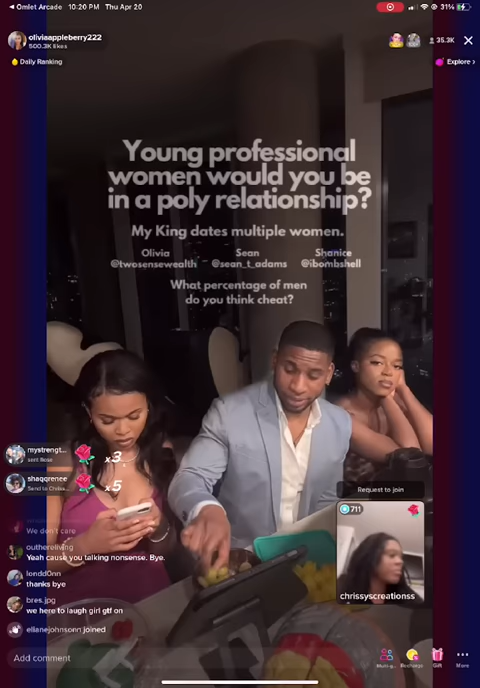 Omlet Arcade 10:20 PM Thu Apr 20
31%
oliviaappleberry222
500.3K likes
35.3K
Daily Ranking
Explore
Young professional
women would you be
in a poly relationship?
My King dates multiple women.
Olivia Sean Shanice
@twosensewealth @sean_t_adams @ibombshell
What percentage of men
do you think cheat?
mystrengt...
sent Rose
x3
shaqqrenee
x5
Request to join
711
We don't care
outhereliving
Yeah cause you talking nonsense. Bye.
londd0nn
thanks bye
bres.jpg
we here to laugh girl gtf on
chrissyscreationss
ellanejohnsonn joined
Add comment
Recharge
Gift
More